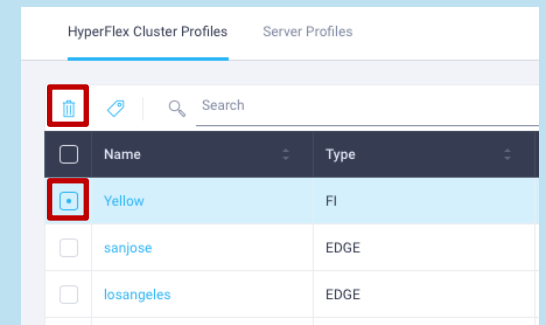 HyperFlex Cluster Profiles Server Profiles
Search
Name Type
Yellow FI
sanjose EDGE
losangeles EDGE